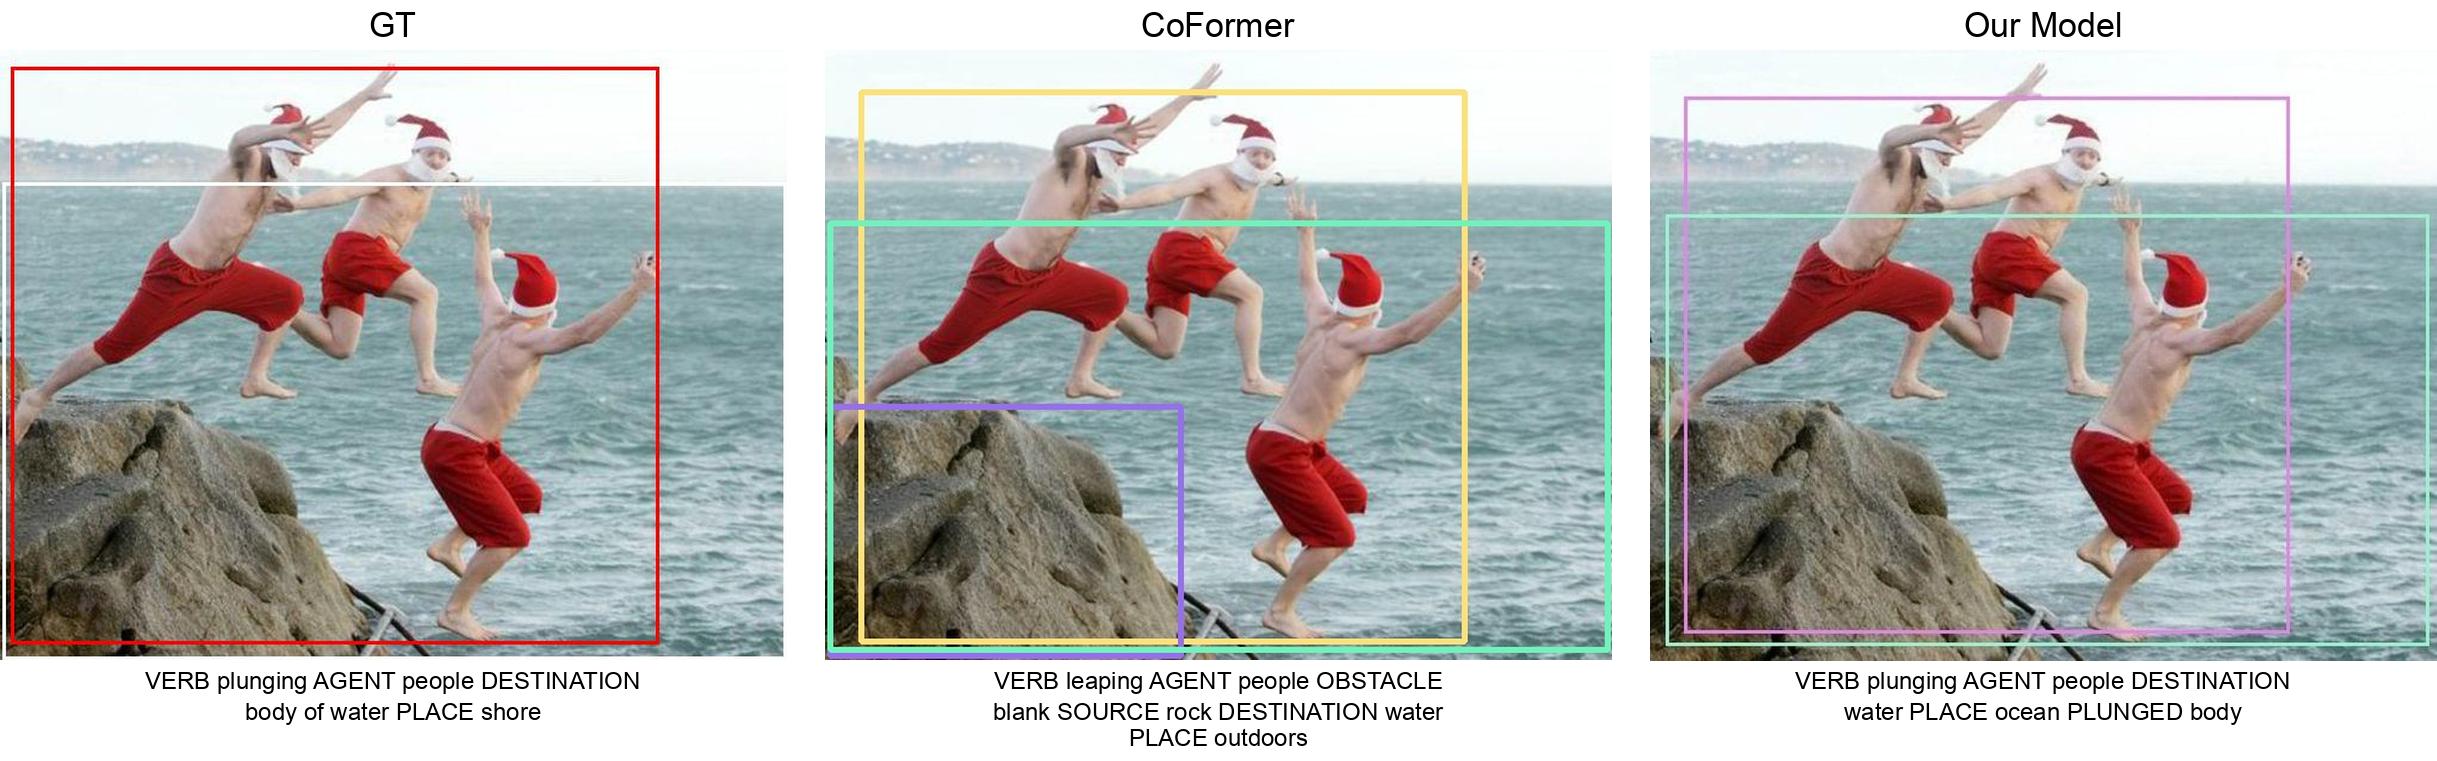 GT
CoFormer
Our Model
VERB plunging AGENT people DESTINATION
body of water PLACE shore
VERB leaping AGENT people OBSTACLE
blank SOURCE rock DESTINATION water
PLACE outdoors
VERB plunging AGENT people DESTINATION
water PLACE ocean PLUNGED body